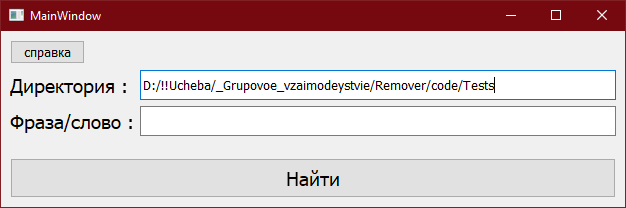 MainWindow
справка
Директория : D:/!!Ucheba/_Grupovoe_vzaimodeystvie/Remover/code/Tests
Фраза/слово :
Найти